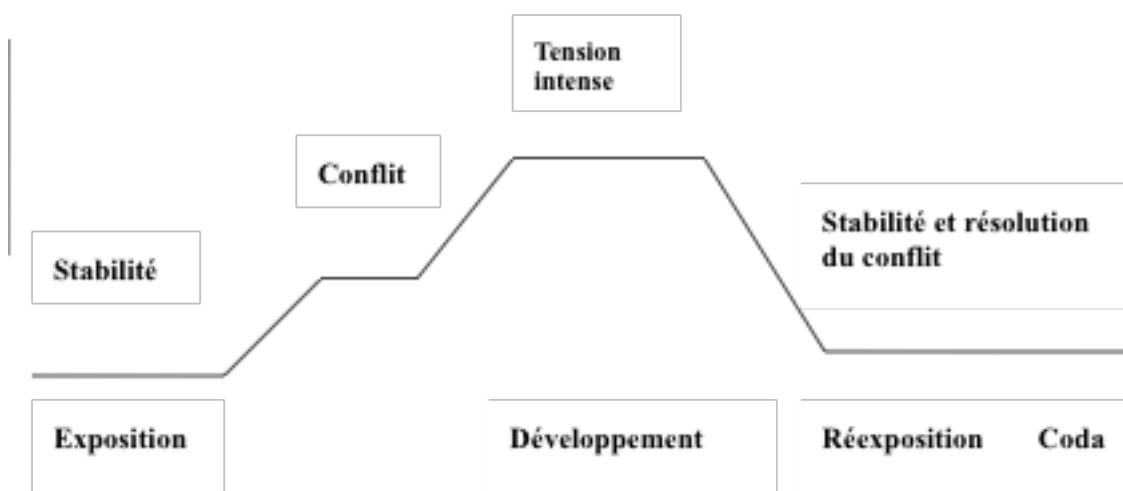 Tension
intense
Conflit
Stabilité et résolution
du conflit
Stabilité
Exposition
Développement
Réexposition Coda